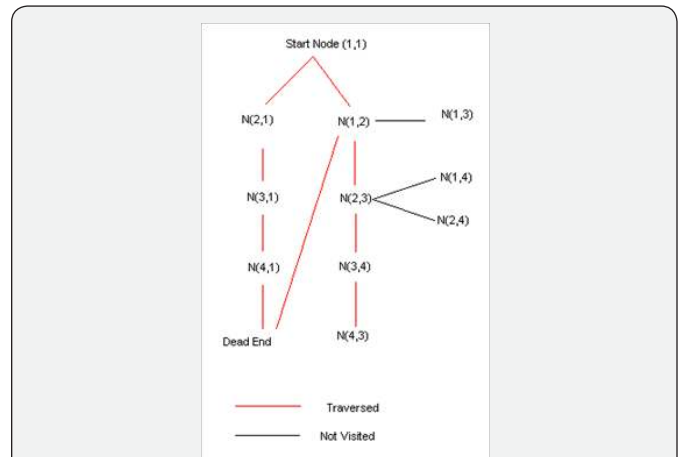 Start Node (1,1)
N(2,1)
N(1,2)
N(1,3)
N(3,1)
N(2,3)
N(1,4)
N(2,4)
N(4,1)
N(3,4)
Dead End
N(4,3)
Traversed
Not Visited